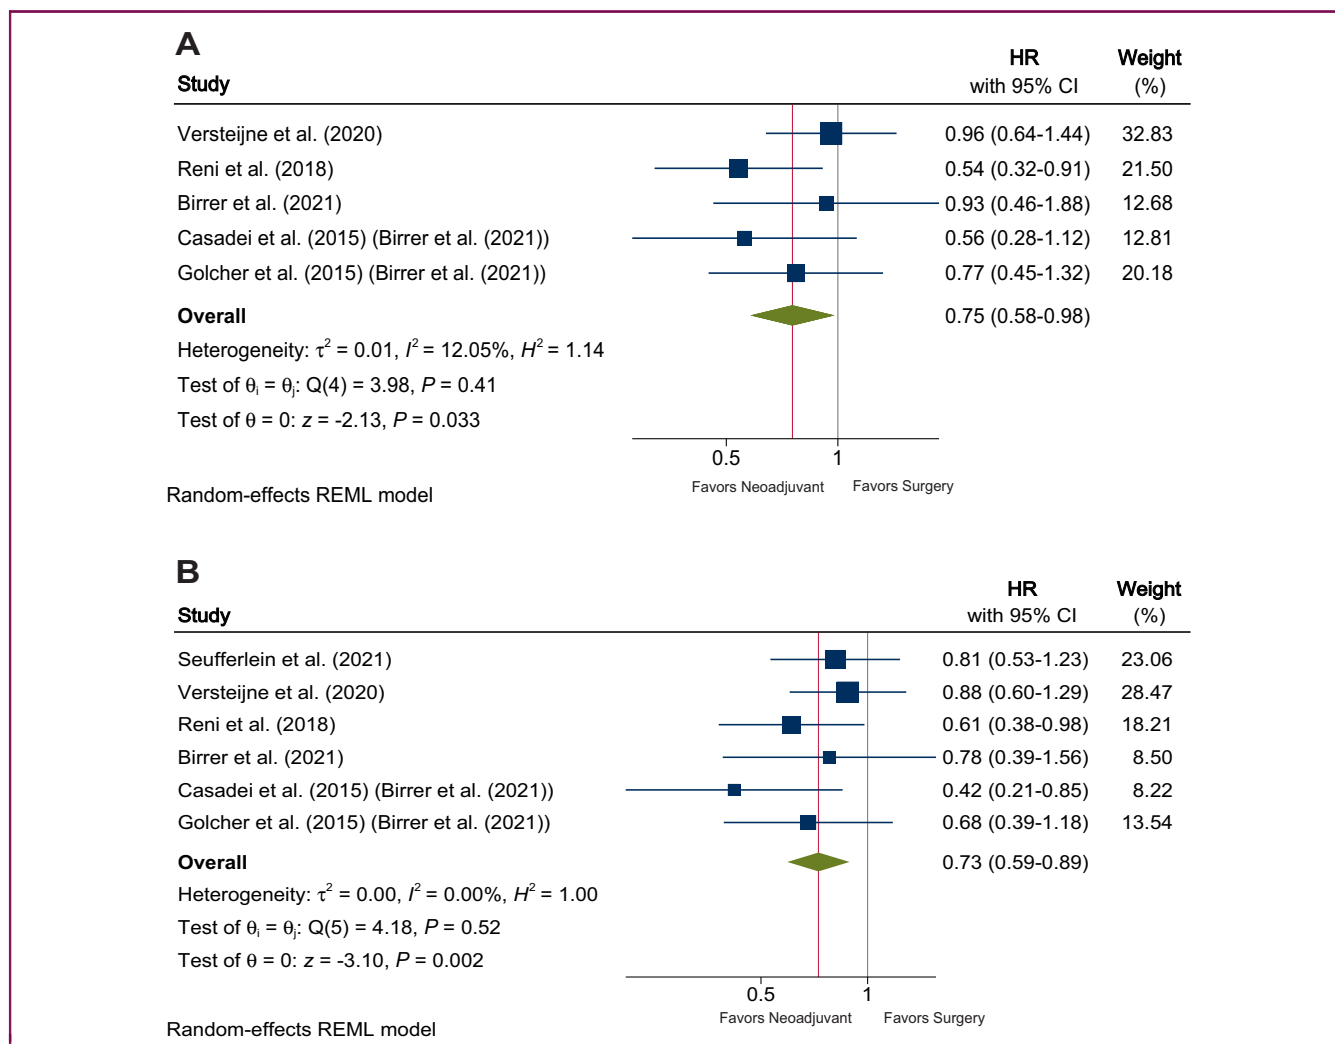 A
HR Weight
Study with 95% CI (%)
Versteijne et al. (2020) 0.96 (0.64-1.44) 32.83
Reni et al. (2018) 0.54 (0.32-0.91) 21.50
Birrer et al. (2021) 0.93 (0.46-1.88) 12.68
Casadei et al. (2015) (Birrer et al. (2021)) 0.56 (0.28-1.12) 12.81
Golcher et al. (2015) (Birrer et al. (2021)) 0.77 (0.45-1.32) 20.18
Overall 0.75 (0.58-0.98)
Heterogeneity: τ² = 0.01, I² = 12.05%, H² = 1.14
Test of θᵢ = θⱼ: Q(4) = 3.98, P = 0.41
Test of θ = 0: z = -2.13, P = 0.033
0.5 1
Favors Neoadjuvant Favors Surgery
Random-effects REML model
B
HR Weight
Study with 95% CI (%)
Seufferlein et al. (2021) 0.81 (0.53-1.23) 23.06
Versteijne et al. (2020) 0.88 (0.60-1.29) 28.47
Reni et al. (2018) 0.61 (0.38-0.98) 18.21
Birrer et al. (2021) 0.78 (0.39-1.56) 8.50
Casadei et al. (2015) (Birrer et al. (2021)) 0.42 (0.21-0.85) 8.22
Golcher et al. (2015) (Birrer et al. (2021)) 0.68 (0.39-1.18) 13.54
Overall 0.73 (0.59-0.89)
Heterogeneity: τ² = 0.00, I² = 0.00%, H² = 1.00
Test of θᵢ = θⱼ: Q(5) = 4.18, P = 0.52
Test of θ = 0: z = -3.10, P = 0.002
0.5 1
Favors Neoadjuvant Favors Surgery
Random-effects REML model